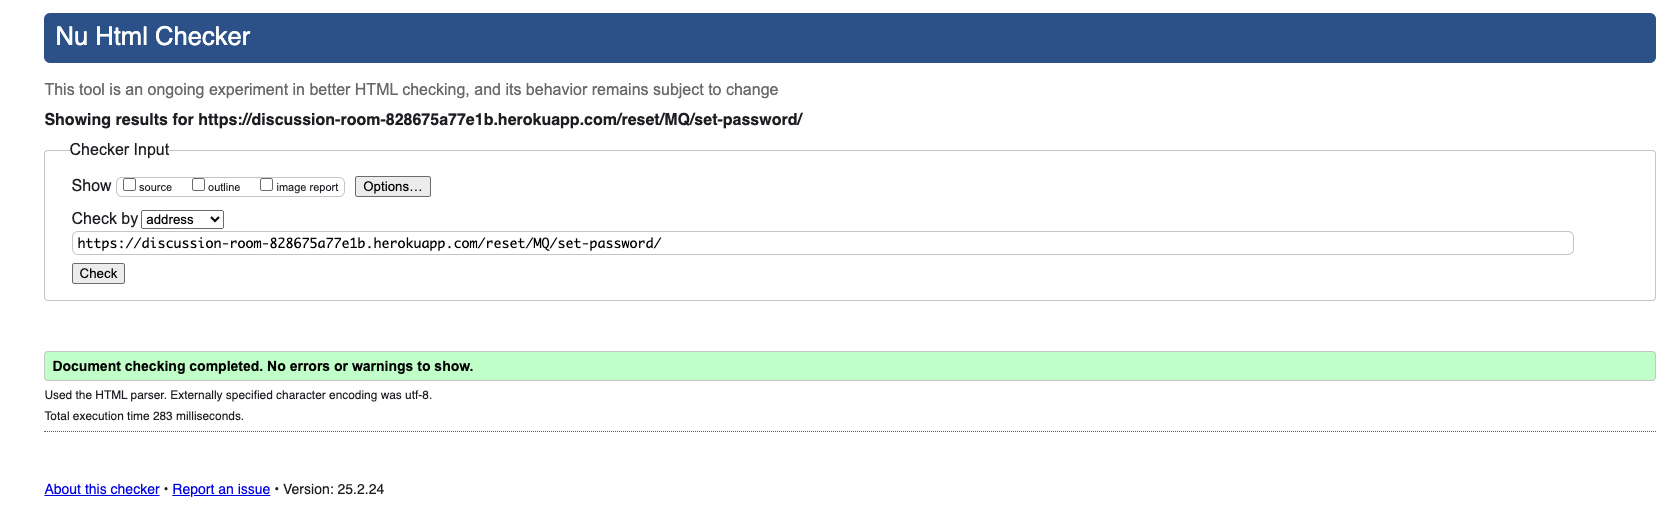 Nu Html Checker
This tool is an ongoing experiment in better HTML checking, and its behavior remains subject to change
Showing results for https://discussion-room-828675a77e1b.herokuapp.com/reset/MQ/set-password/
Checker Input
Show source outline image report Options...
Check by address
https://discussion-room-828675a77e1b.herokuapp.com/reset/MQ/set-password/
Check
Document checking completed. No errors or warnings to show.
Used the HTML parser. Externally specified character encoding was utf-8.
Total execution time 283 milliseconds.
About this checker • Report an issue • Version: 25.2.24